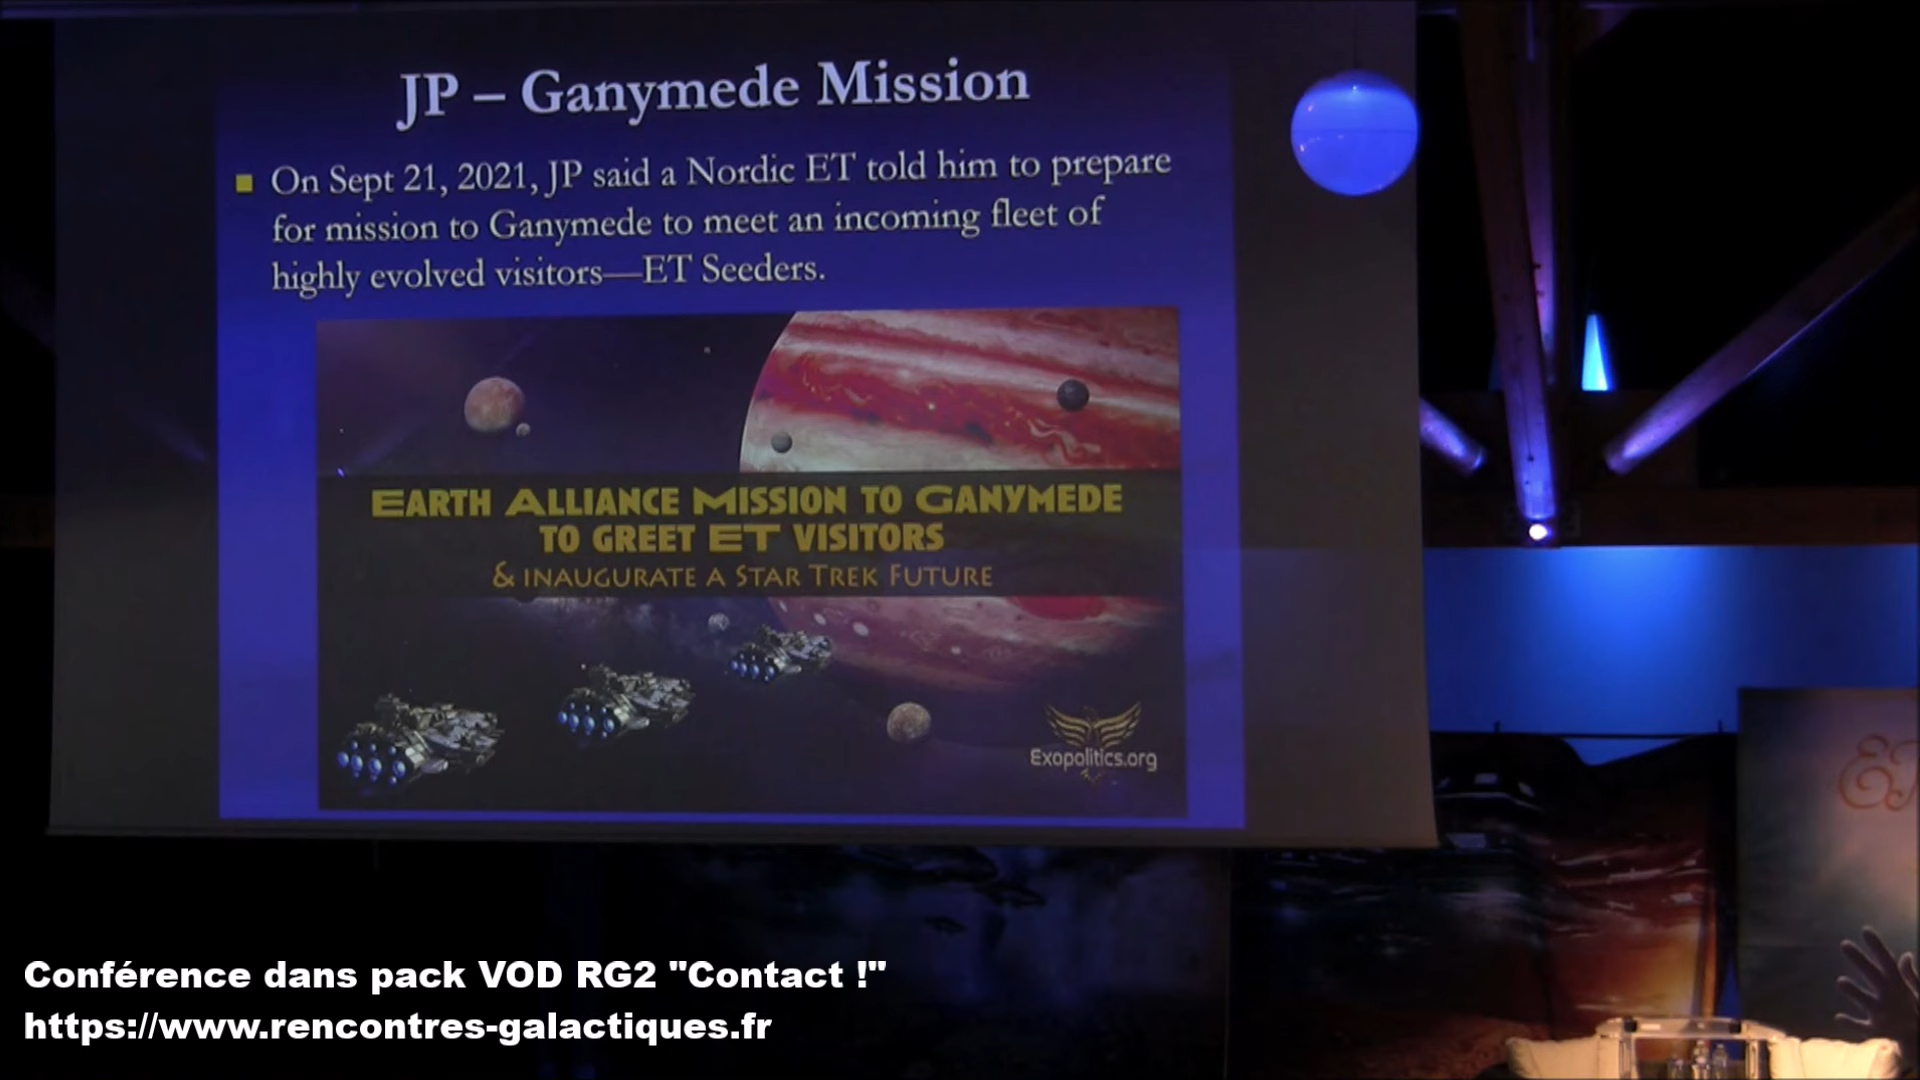 JP – Ganymede Mission
On Sept 21, 2021, JP said a Nordic ET told him to prepare
for mission to Ganymede to meet an incoming fleet of
highly evolved visitors—ET Seeders.
EARTH ALLIANCE MISSION TO GANYMEDE
TO GREET ET VISITORS
& INAUGURATE A STAR TREK FUTURE
Exopolitics.org
Conférence dans pack VOD RG2 "Contact !"
https://www.rencontres-galactiques.fr